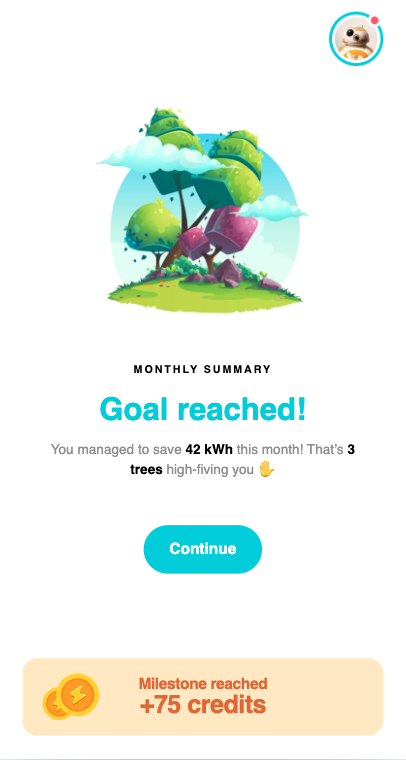 MONTHLY SUMMARY
Goal reached!
You managed to save 42 kWh this month! That's 3
trees high-fiving you 🖐
Continue
Milestone reached
+75 credits